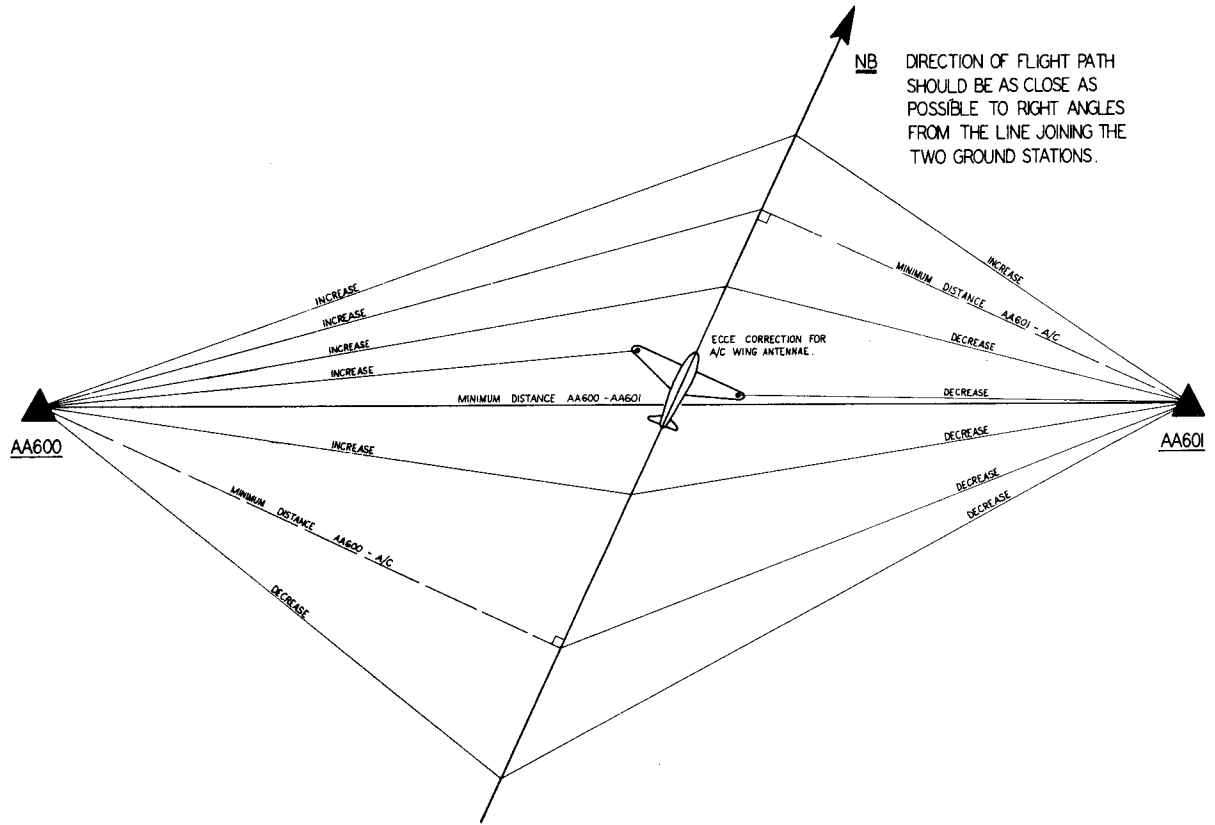 NB DIRECTION OF FLIGHT PATH
SHOULD BE AS CLOSE AS
POSSIBLE TO RIGHT ANGLES
FROM THE LINE JOINING THE
TWO GROUND STATIONS.
INCREASE
INCREASE
MINIMUM DISTANCE AA601-A/C
INCREASE
INCREASE
DECREASE
ECCE CORRECTION FOR
A/C WING ANTENNAE.
INCREASE
MINIMUM DISTANCE AA600-AA601
DECREASE
AA600
AA601
INCREASE
DECREASE
DECREASE
MINIMUM DISTANCE AA600-A/C
DECREASE
DECREASE